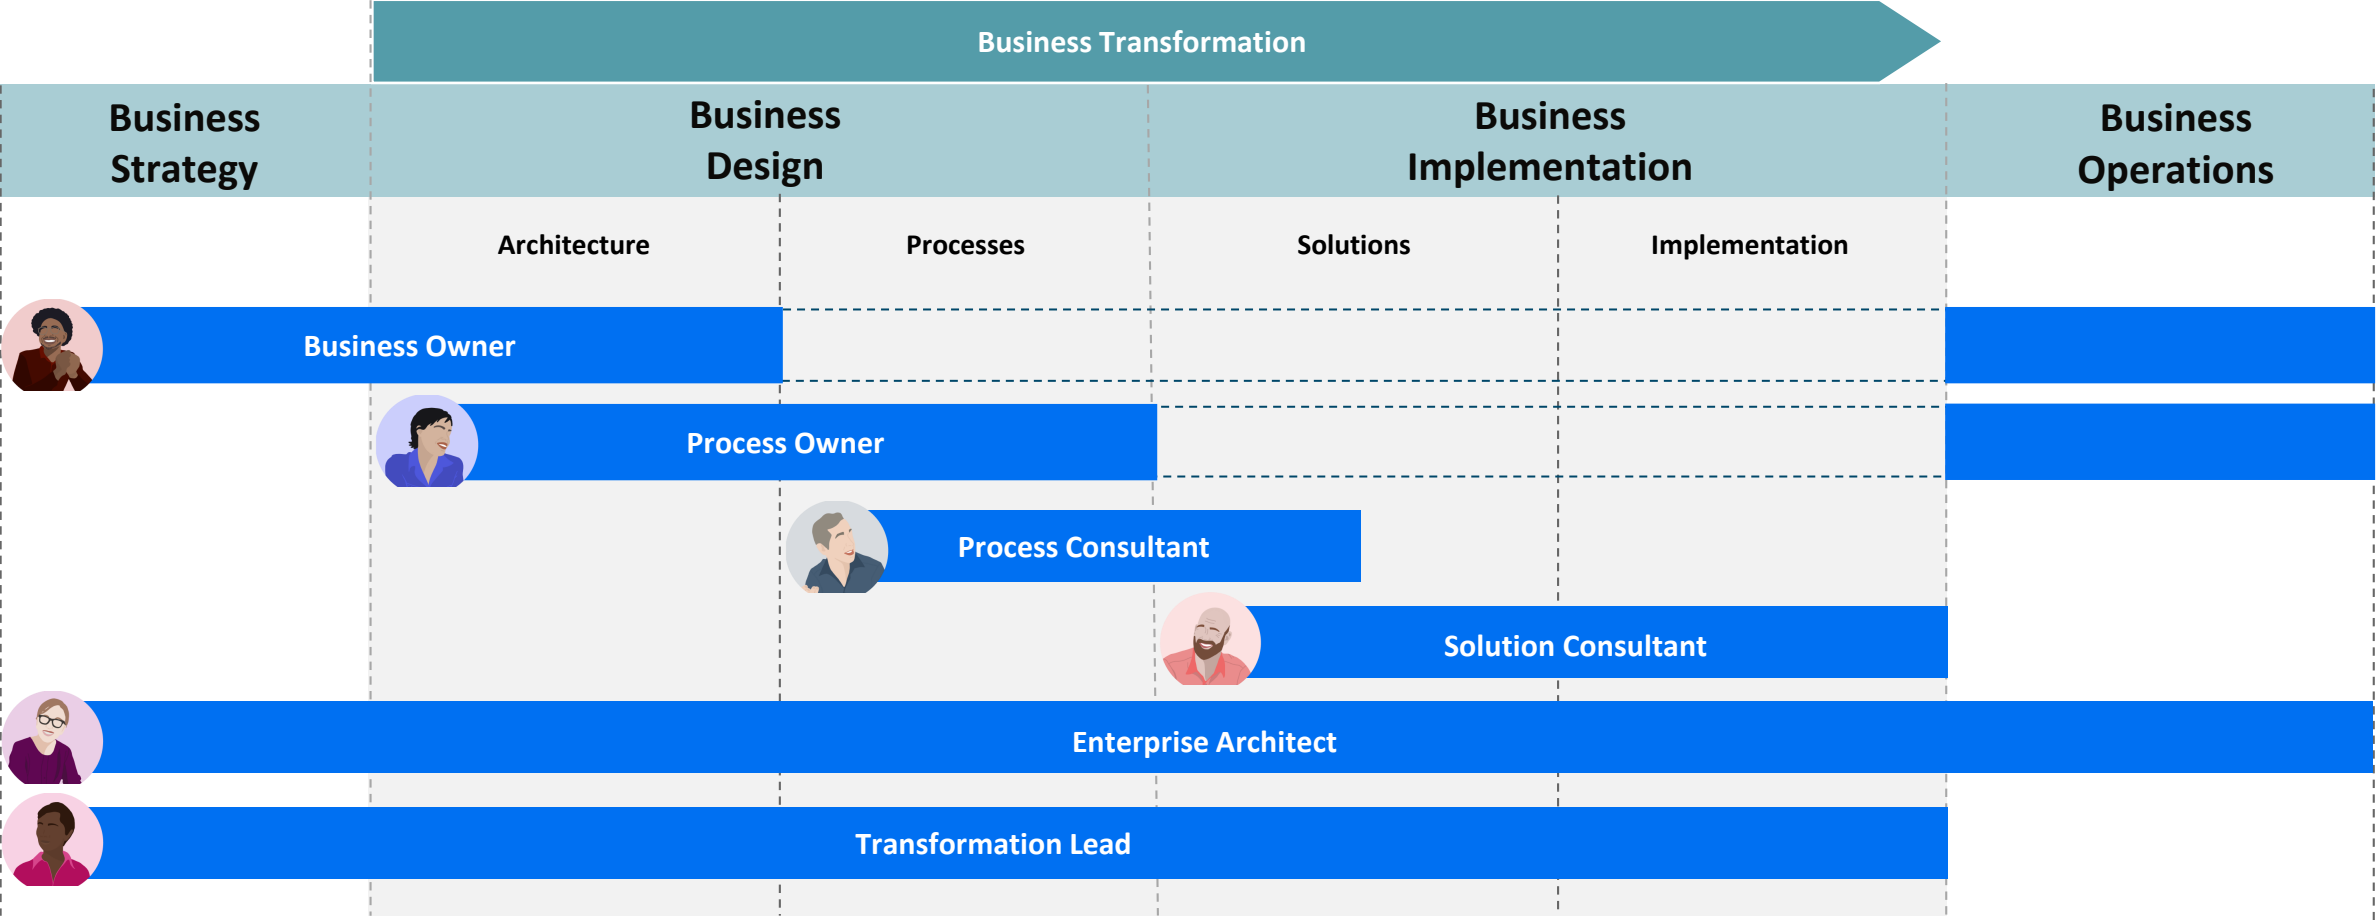 Business Transformation
Business
Strategy
Business
Design
Business
Implementation
Business
Operations
Architecture
Processes
Solutions
Implementation
Business Owner
Process Owner
Process Consultant
Solution Consultant
Enterprise Architect
Transformation Lead